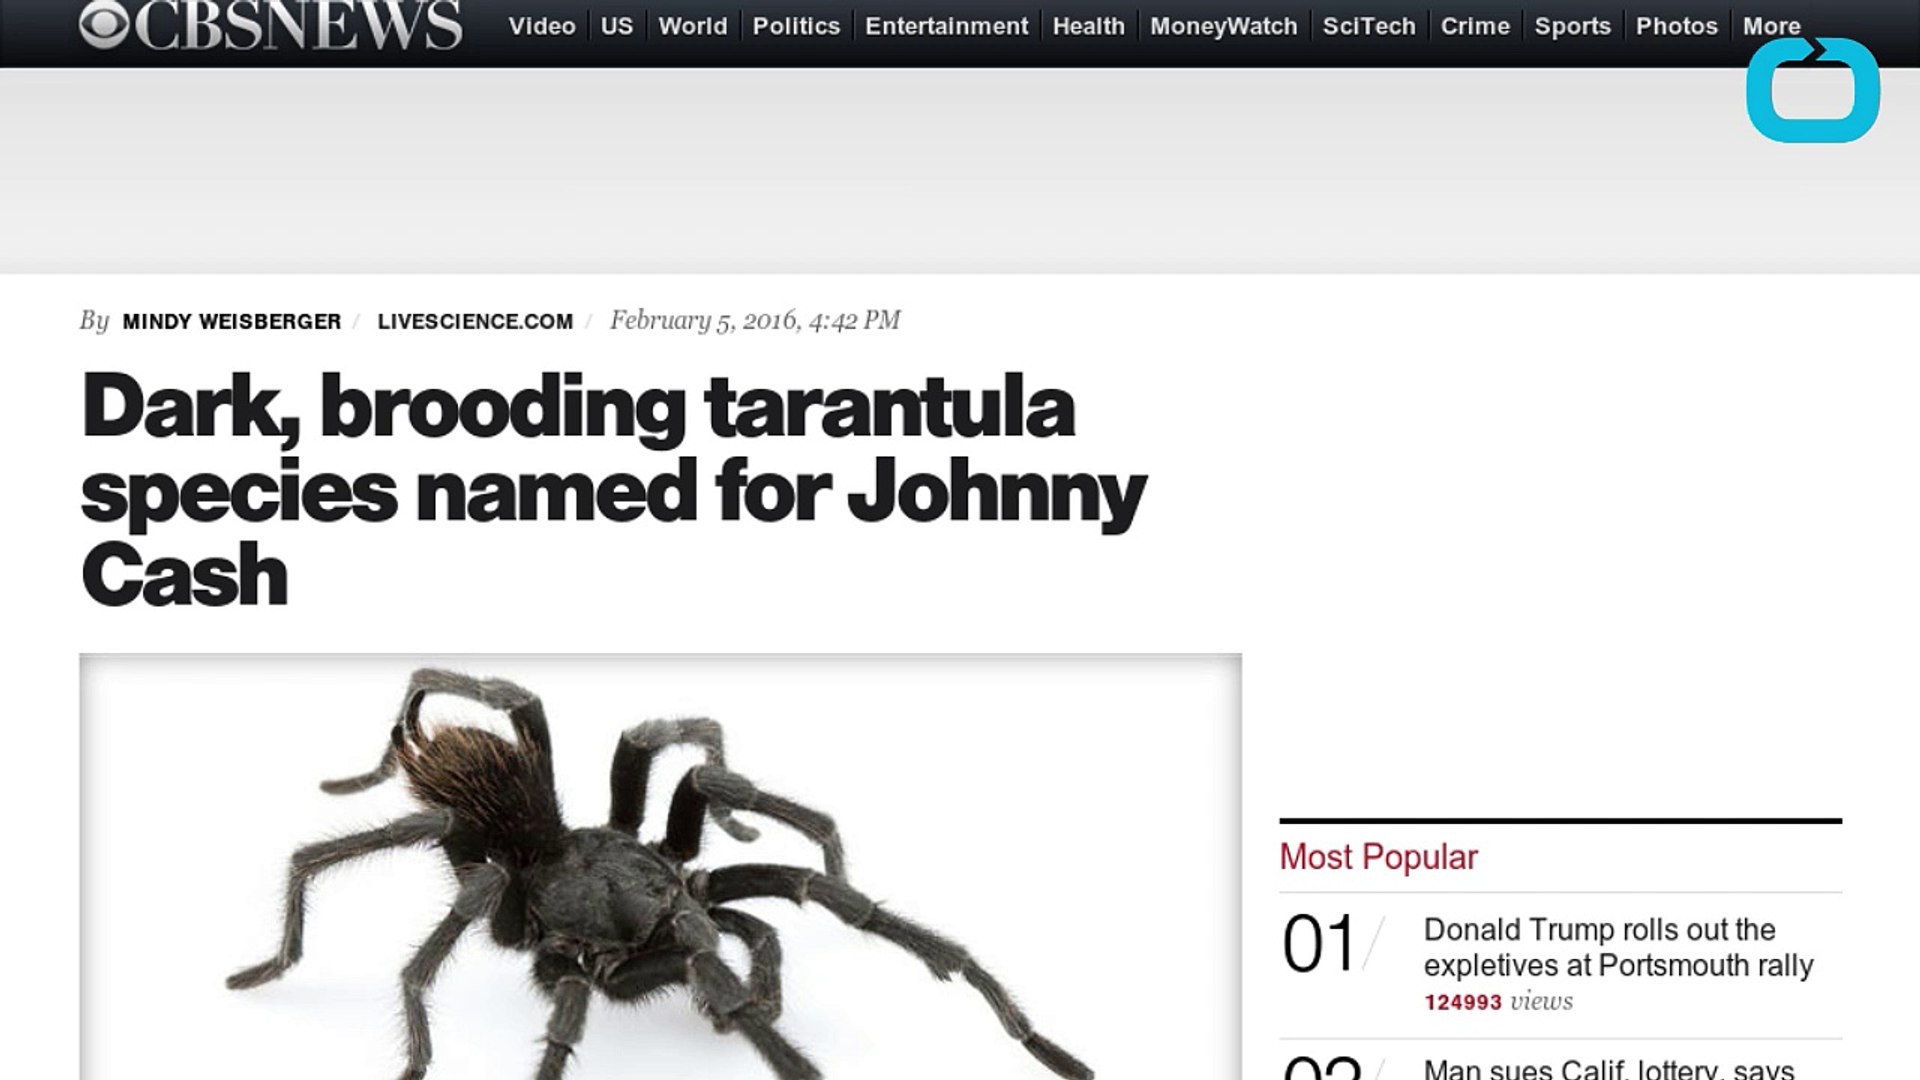 CBSNEWS
Video US World Politics Entertainment Health MoneyWatch SciTech Crime Sports Photos More
By MINDY WEISBERGER / LIVESCIENCE.COM / February 5, 2016, 4:42 PM
Dark, brooding tarantula
species named for Johnny
Cash
Most Popular
01 / Donald Trump rolls out the
expletives at Portsmouth rally
124993 views
02 / Man sues Calif. lottery, says